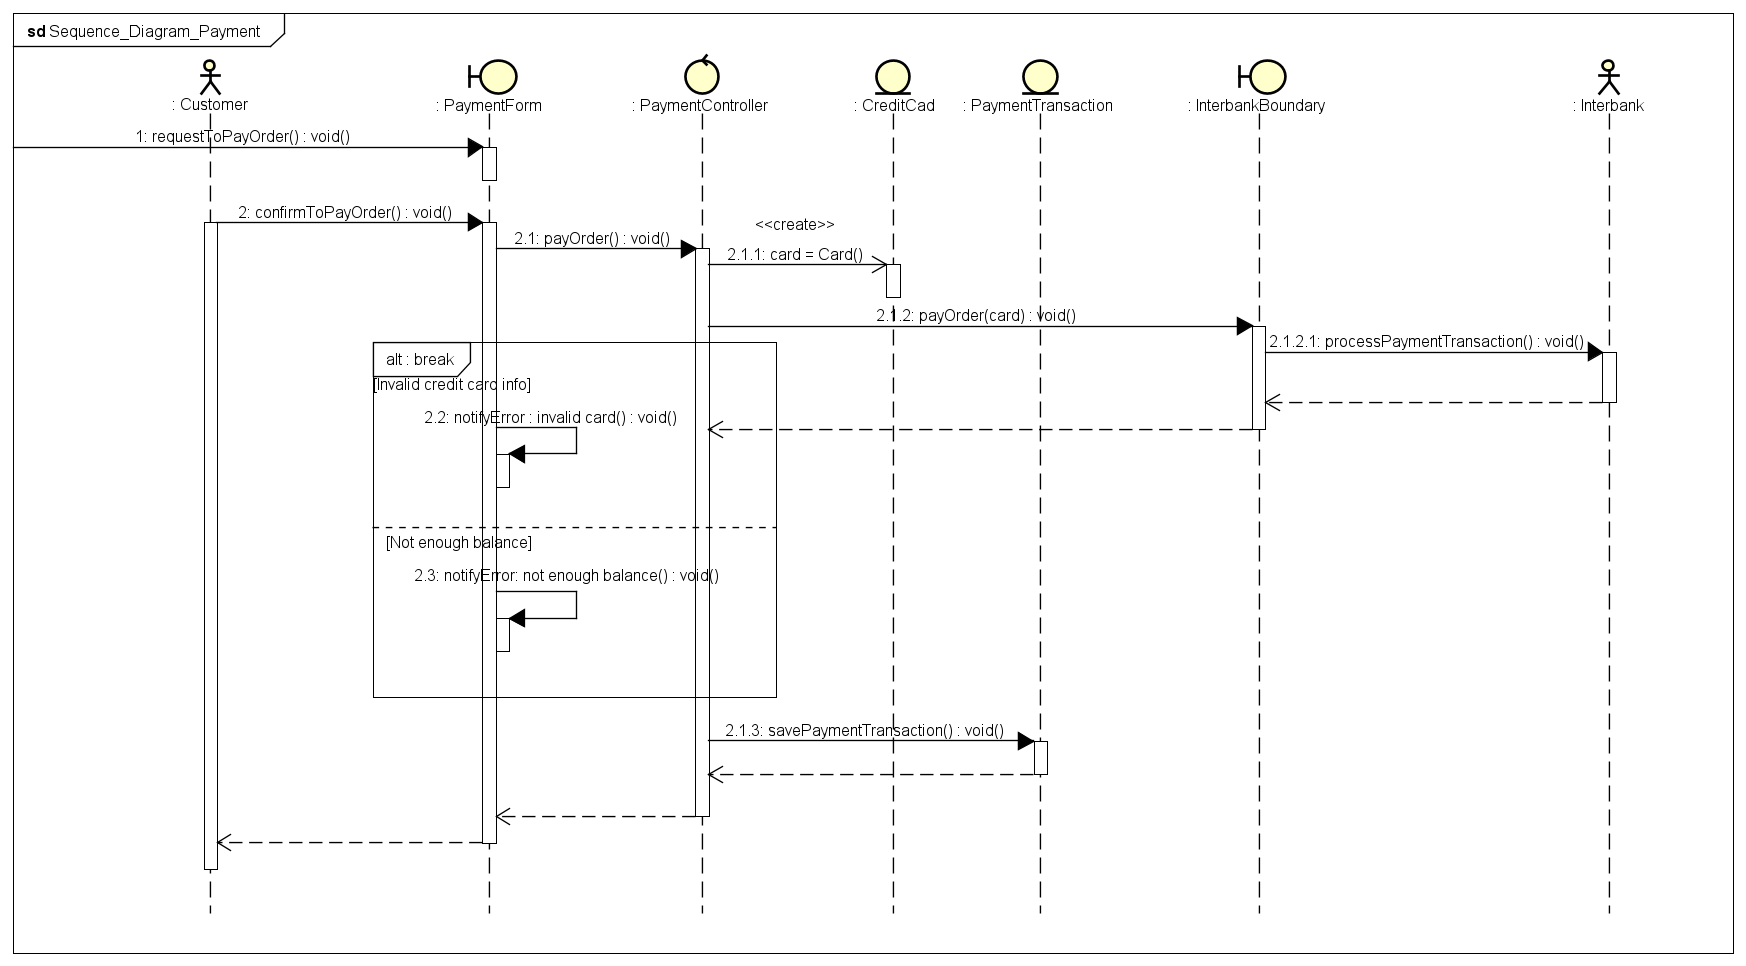 sd Sequence_Diagram_Payment
: Customer
: PaymentForm
: PaymentController
: CreditCad
: PaymentTransaction
: InterbankBoundary
: Interbank
1: requestToPayOrder() : void()
2: confirmToPayOrder() : void()
<<create>>
2.1: payOrder() : void()
2.1.1: card = Card()
2.1.2: payOrder(card) : void()
2.1.2.1: processPaymentTransaction() : void()
alt : break
[Invalid credit card info]
2.2: notifyError : invalid card() : void()
[Not enough balance]
2.3: notifyError: not enough balance() : void()
2.1.3: savePaymentTransaction() : void()